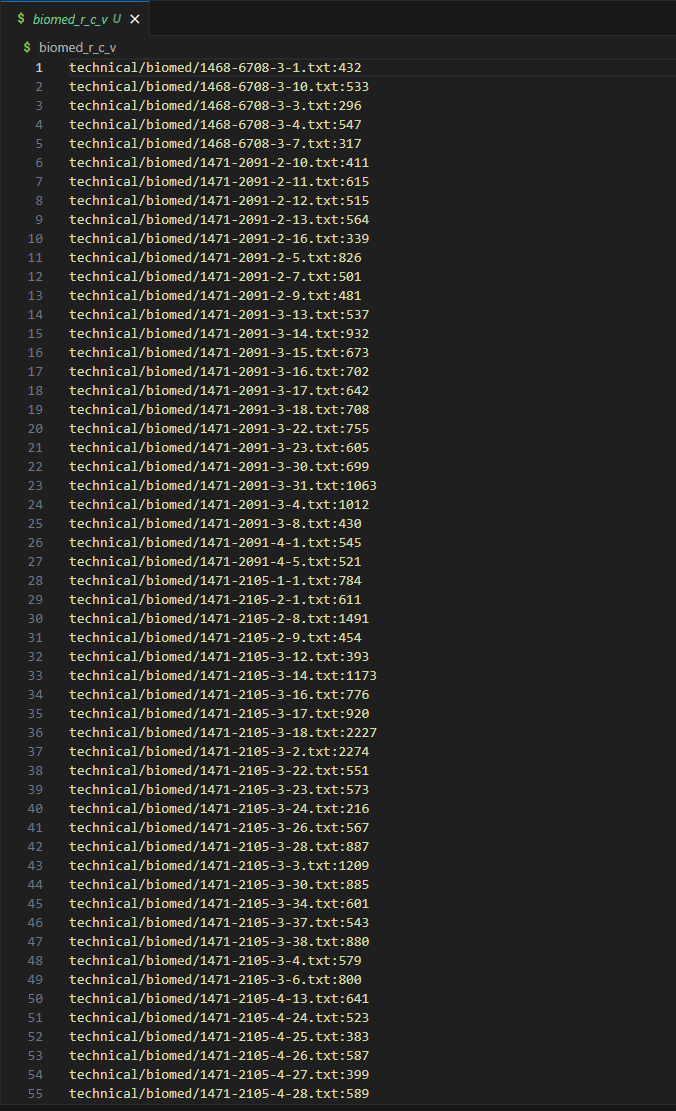 $ biomed_r_c_v U ×
$ biomed_r_c_v
1 technical/biomed/1468-6708-3-1.txt:432
2 technical/biomed/1468-6708-3-10.txt:533
3 technical/biomed/1468-6708-3-3.txt:296
4 technical/biomed/1468-6708-3-4.txt:547
5 technical/biomed/1468-6708-3-7.txt:317
6 technical/biomed/1471-2091-2-10.txt:411
7 technical/biomed/1471-2091-2-11.txt:615
8 technical/biomed/1471-2091-2-12.txt:515
9 technical/biomed/1471-2091-2-13.txt:564
10 technical/biomed/1471-2091-2-16.txt:339
11 technical/biomed/1471-2091-2-5.txt:826
12 technical/biomed/1471-2091-2-7.txt:501
13 technical/biomed/1471-2091-2-9.txt:481
14 technical/biomed/1471-2091-3-13.txt:537
15 technical/biomed/1471-2091-3-14.txt:932
16 technical/biomed/1471-2091-3-15.txt:673
17 technical/biomed/1471-2091-3-16.txt:702
18 technical/biomed/1471-2091-3-17.txt:642
19 technical/biomed/1471-2091-3-18.txt:708
20 technical/biomed/1471-2091-3-22.txt:755
21 technical/biomed/1471-2091-3-23.txt:605
22 technical/biomed/1471-2091-3-30.txt:699
23 technical/biomed/1471-2091-3-31.txt:1063
24 technical/biomed/1471-2091-3-4.txt:1012
25 technical/biomed/1471-2091-3-8.txt:430
26 technical/biomed/1471-2091-4-1.txt:545
27 technical/biomed/1471-2091-4-5.txt:521
28 technical/biomed/1471-2105-1-1.txt:784
29 technical/biomed/1471-2105-2-1.txt:611
30 technical/biomed/1471-2105-2-8.txt:1491
31 technical/biomed/1471-2105-2-9.txt:454
32 technical/biomed/1471-2105-3-12.txt:393
33 technical/biomed/1471-2105-3-14.txt:1173
34 technical/biomed/1471-2105-3-16.txt:776
35 technical/biomed/1471-2105-3-17.txt:920
36 technical/biomed/1471-2105-3-18.txt:2227
37 technical/biomed/1471-2105-3-2.txt:2274
38 technical/biomed/1471-2105-3-22.txt:551
39 technical/biomed/1471-2105-3-23.txt:573
40 technical/biomed/1471-2105-3-24.txt:216
41 technical/biomed/1471-2105-3-26.txt:567
42 technical/biomed/1471-2105-3-28.txt:887
43 technical/biomed/1471-2105-3-3.txt:1209
44 technical/biomed/1471-2105-3-30.txt:885
45 technical/biomed/1471-2105-3-34.txt:601
46 technical/biomed/1471-2105-3-37.txt:543
47 technical/biomed/1471-2105-3-38.txt:880
48 technical/biomed/1471-2105-3-4.txt:579
49 technical/biomed/1471-2105-3-6.txt:800
50 technical/biomed/1471-2105-4-13.txt:641
51 technical/biomed/1471-2105-4-24.txt:523
52 technical/biomed/1471-2105-4-25.txt:383
53 technical/biomed/1471-2105-4-26.txt:587
54 technical/biomed/1471-2105-4-27.txt:399
55 technical/biomed/1471-2105-4-28.txt:589